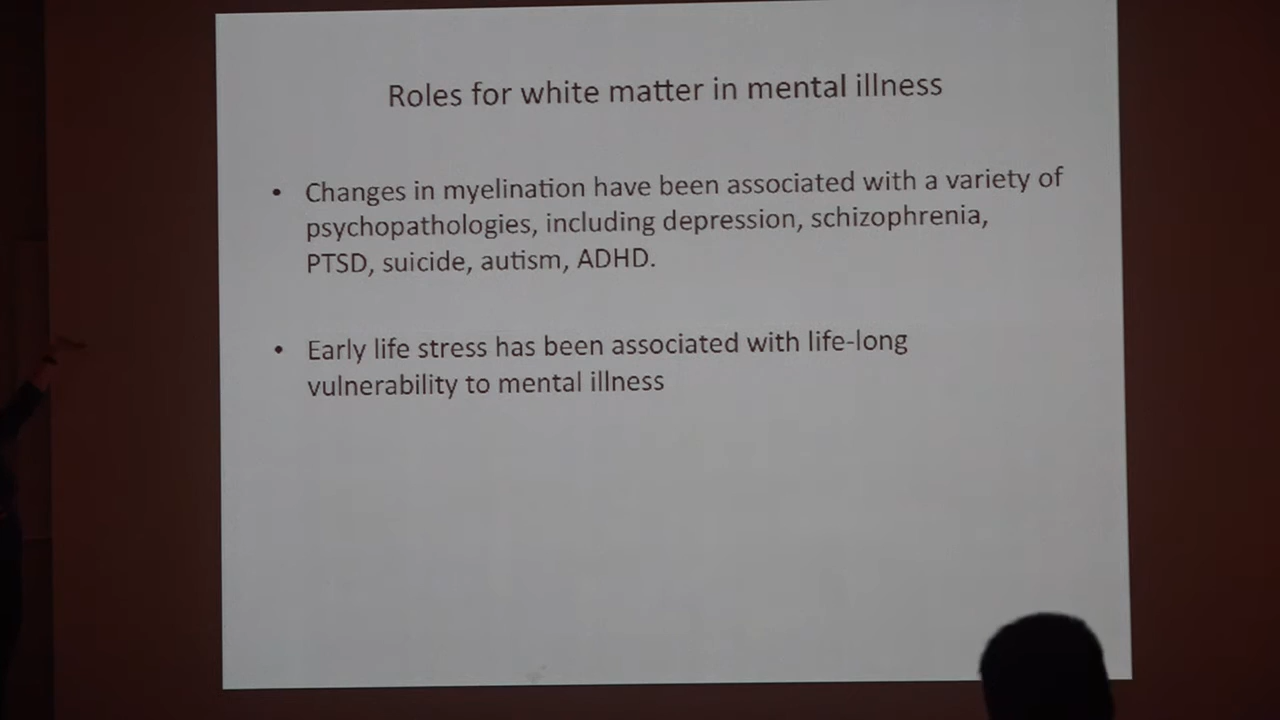 Roles for white matter in mental illness
• Changes in myelination have been associated with a variety of
psychopathologies, including depression, schizophrenia,
PTSD, suicide, autism, ADHD.
• Early life stress has been associated with life-long
vulnerability to mental illness